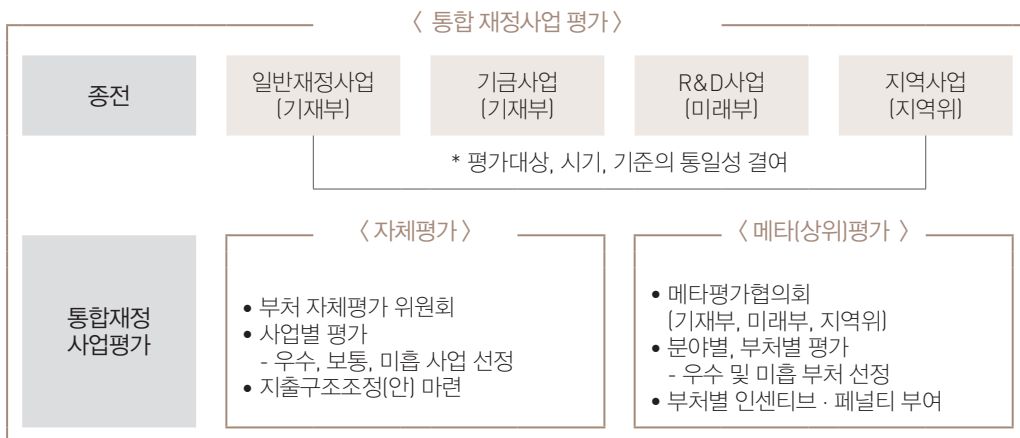 〈 통합 재정사업 평가 〉
종전
일반재정사업
(기재부)
기금사업
(기재부)
R&D사업
(미래부)
지역사업
(지역위)
* 평가대상, 시기, 기준의 통일성 결여
통합재정
사업평가
〈 자체평가 〉
• 부처 자체평가 위원회
• 사업별 평가
- 우수, 보통, 미흡 사업 선정
• 지출구조조정(안) 마련
〈 메타(상위)평가 〉
• 메타평가협의회
(기재부, 미래부, 지역위)
• 분야별, 부처별 평가
- 우수 및 미흡 부처 선정
• 부처별 인센티브 · 페널티 부여